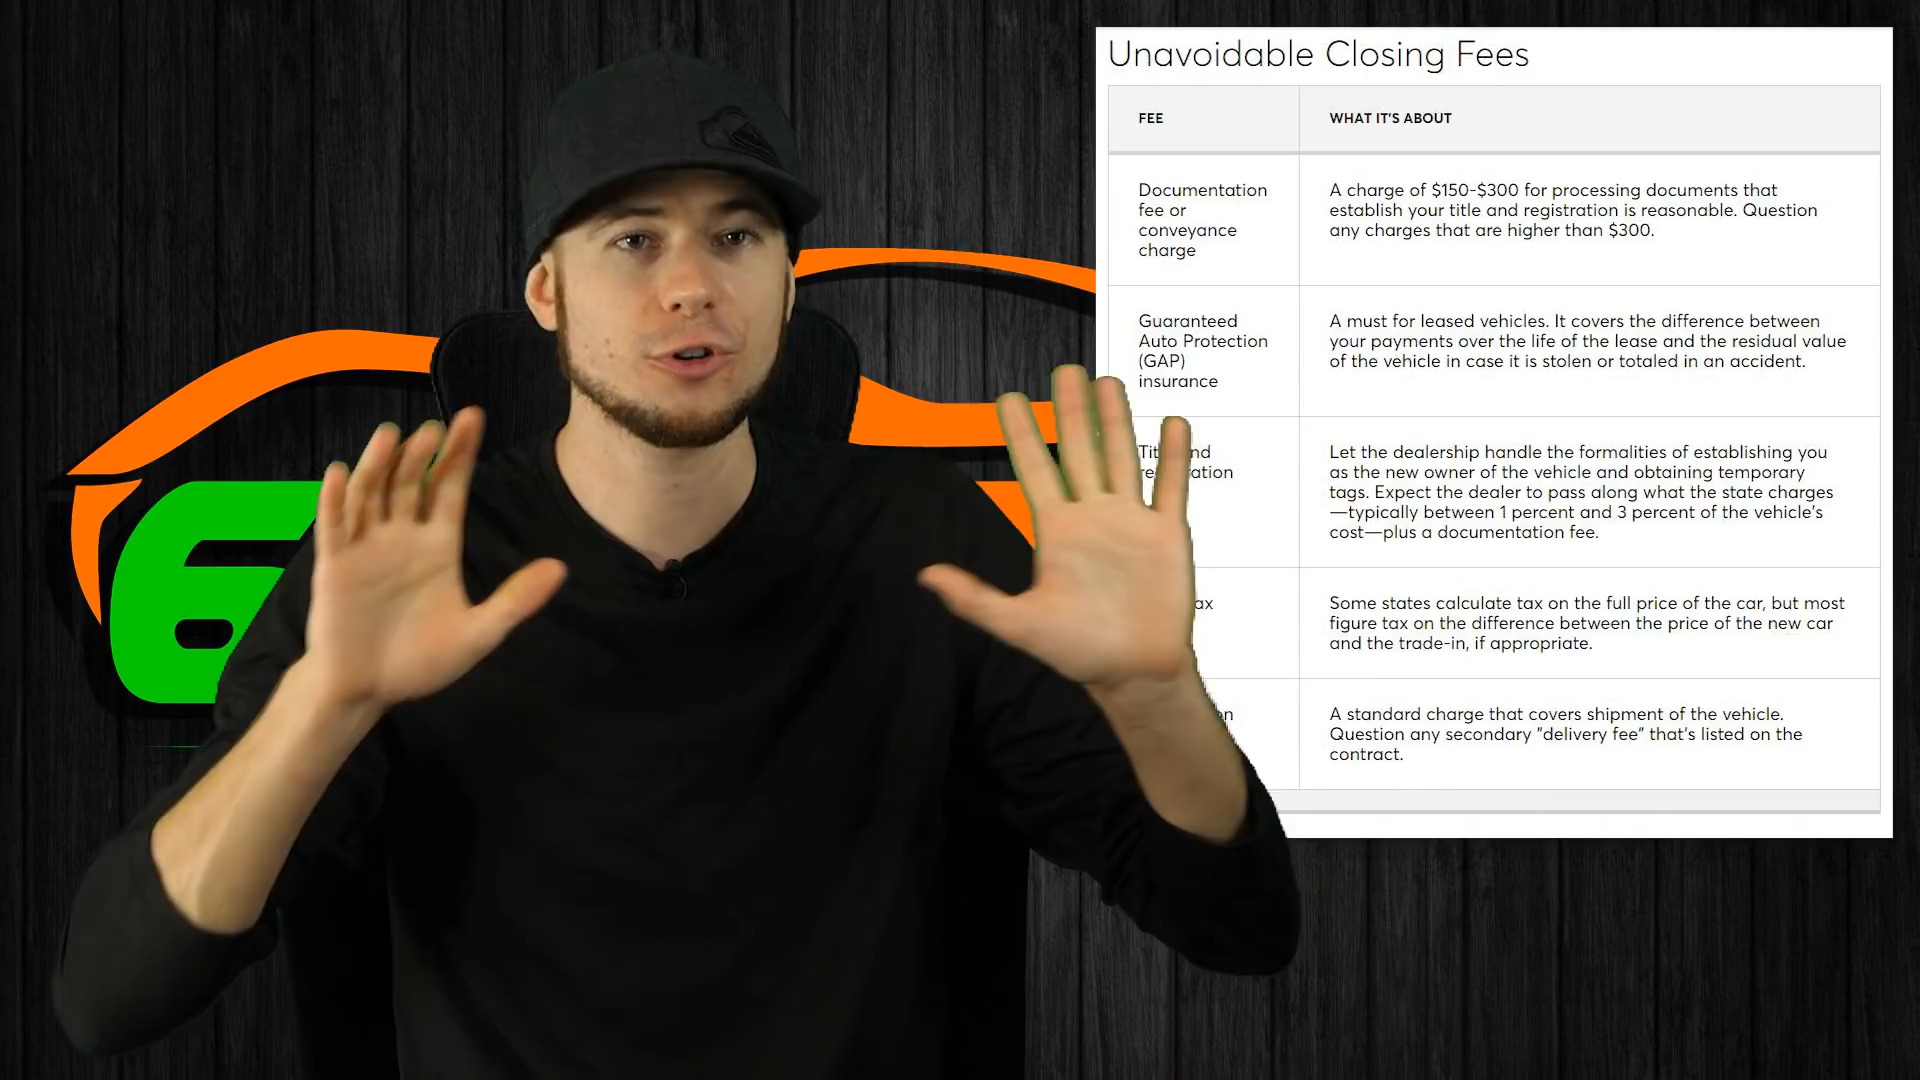 Unavoidable Closing Fees
FEE
WHAT IT'S ABOUT
Documentation
fee or
conveyance
charge
A charge of $150-$300 for processing documents that
establish your title and registration is reasonable. Question
any charges that are higher than $300.
Guaranteed
Auto Protection
(GAP)
insurance
A must for leased vehicles. It covers the difference between
your payments over the life of the lease and the residual value
of the vehicle in case it is stolen or totaled in an accident.
Let the dealership handle the formalities of establishing you
as the new owner of the vehicle and obtaining temporary
tags. Expect the dealer to pass along what the state charges
—typically between 1 percent and 3 percent of the vehicle's
cost—plus a documentation fee.
Some states calculate tax on the full price of the car, but most
figure tax on the difference between the price of the new car
and the trade-in, if appropriate.
A standard charge that covers shipment of the vehicle.
Question any secondary "delivery fee" that's listed on the
contract.
6